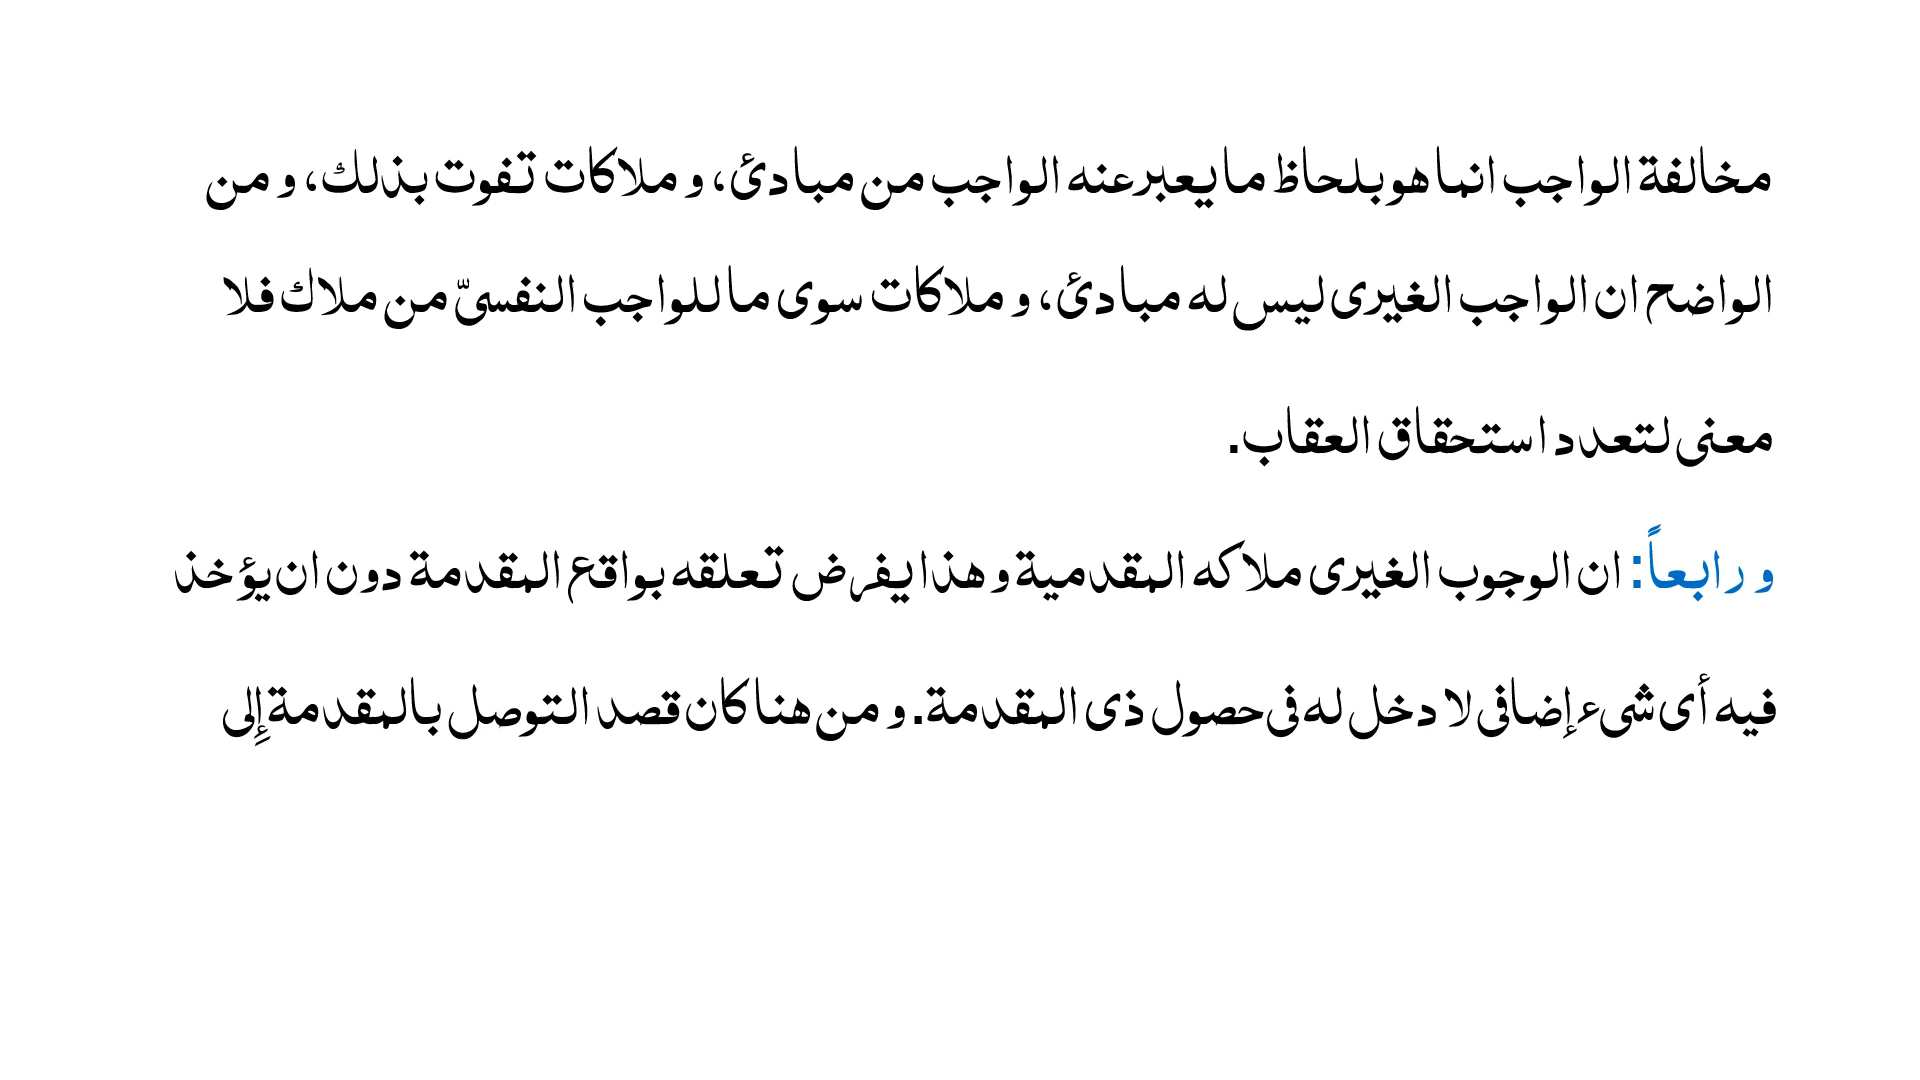 مخالفة الواجب انما هو بلحاظ ما يعبر عنه الواجب من مبادئ، و ملاكات تفوت بذلك، و من
الواضح ان الواجب الغيرى ليس له مبادئ، و ملاكات سوى ما للواجب النفسىّ من ملاك فلا
معنى لتعدد استحقاق العقاب.
و رابعاً: ان الوجوب الغيرى ملاكه المقدمية و هذا يفرض تعلقه بواقع المقدمة دون ان يؤخذ
فيه أى شىء إضافى لا دخل له فى حصول ذى المقدمة. و من هنا كان قصد التوصل بالمقدمة إِلى